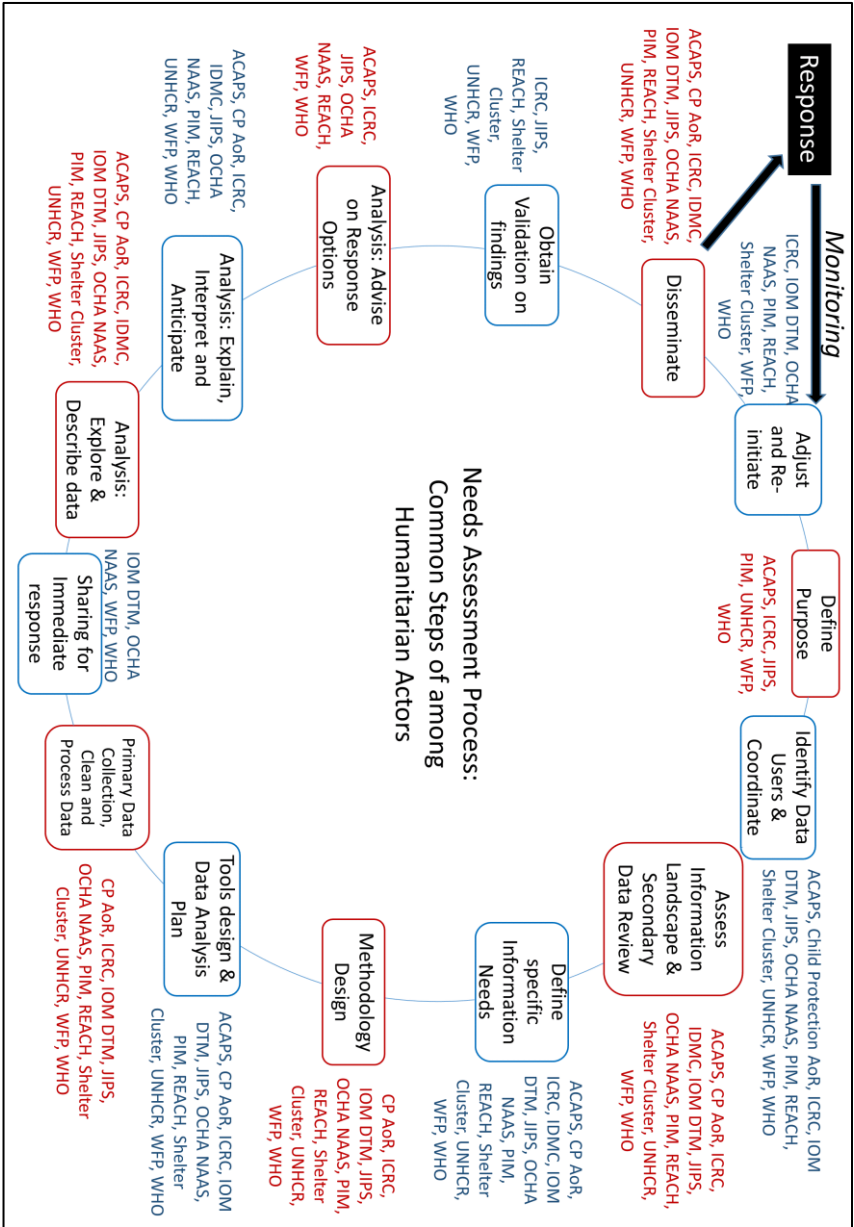 Response
Monitoring
Needs Assessment Process:
Common Steps of among
Humanitarian Actors
Define
Purpose
ACAPS, ICRC, JIPS,
PIM, UNHCR, WFP,
WHO
Identify Data
Users &
Coordinate
ACAPS, Child Protection AoR, ICRC, IOM
DTM, JIPS, OCHA NAAS, PIM, REACH,
Shelter Cluster, UNHCR, WFP, WHO
Assess
Information
Landscape &
Secondary
Data Review
ACAPS, CP AoR, ICRC,
IDMC, IOM DTM, JIPS,
OCHA NAAS, PIM, REACH,
Shelter Cluster, UNHCR,
WFP, WHO
Define
specific
Information
Needs
ACAPS, CP AoR,
ICRC, IDMC, IOM
DTM, JIPS, OCHA
NAAS, PIM,
REACH, Shelter
Cluster, UNHCR,
WFP, WHO
Methodology
Design
CP AoR, ICRC,
IOM DTM, JIPS,
OCHA NAAS, PIM,
REACH, Shelter
Cluster, UNHCR,
WFP, WHO
Tools design &
Data Analysis
Plan
ACAPS, CP AoR, ICRC, IOM
DTM, JIPS, OCHA NAAS,
PIM, REACH, Shelter
Cluster, UNHCR, WFP, WHO
Primary Data
Collection,
Clean and
Process Data
CP AoR, ICRC, IOM DTM, JIPS,
OCHA NAAS, PIM, REACH, Shelter
Cluster, UNHCR, WFP, WHO
Sharing for
Immediate
response
IOM DTM, OCHA
NAAS, WFP, WHO
Analysis:
Explore &
Describe data
ACAPS, CP AoR, ICRC, IDMC,
IOM DTM, JIPS, OCHA NAAS,
PIM, REACH, Shelter Cluster,
UNHCR, WFP, WHO
Analysis: Explain,
Interpret and
Anticipate
ACAPS, CP AoR, ICRC,
IDMC, JIPS, OCHA
NAAS, PIM, REACH,
UNHCR, WFP, WHO
Analysis: Advise
on Response
Options
ACAPS, ICRC,
JIPS, OCHA
NAAS, REACH,
WFP, WHO
Obtain
Validation on
findings
ICRC, JIPS,
REACH, Shelter
Cluster,
UNHCR, WFP,
WHO
Disseminate
ACAPS, CP AoR, ICRC, IDMC,
IOM DTM, JIPS, OCHA NAAS,
PIM, REACH, Shelter Cluster,
UNHCR, WFP, WHO
Adjust
and Re-
initiate
ICRC, IOM DTM, OCHA
NAAS, PIM, REACH,
Shelter Cluster, WFP,
WHO